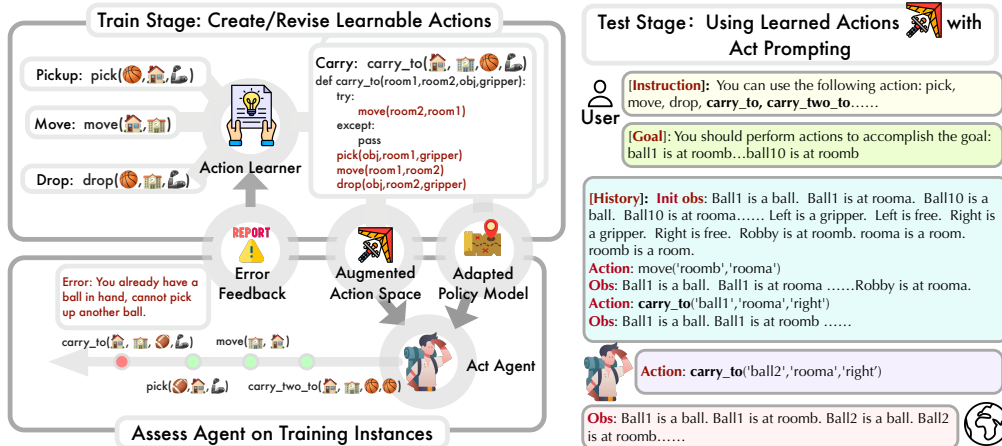 Train Stage: Create/Revise Learnable Actions
Pickup: pick(🏀,🏠,💪)
Move: move(🏠,🏫)
Drop: drop(🏀,🏫,💪)
Action Learner
Carry: carry_to(🏠,🏫,🏀,💪)
def carry_to(room1,room2,obj,gripper):
try:
move(room2,room1)
except:
pass
pick(obj,room1,gripper)
move(room1,room2)
drop(obj,room2,gripper)
REPORT
Error
Feedback
Augmented
Action Space
Adapted
Policy Model
Error: You already have a
ball in hand, cannot pick
up another ball.
carry_to(🏠,🏫,🏈,💪)
move(🏫,🏠)
pick(🏈,🏠,💪)
carry_two_to(🏠,🏫,🏀,🏀)
Act Agent
Assess Agent on Training Instances
Test Stage: Using Learned Actions with
Act Prompting
User
[Instruction]: You can use the following action: pick,
move, drop, carry_to, carry_two_to……
[Goal]: You should perform actions to accomplish the goal:
ball1 is at roomb…ball10 is at roomb
[History]: Init obs: Ball1 is a ball. Ball1 is at rooma. Ball10 is a
ball. Ball10 is at rooma…… Left is a gripper. Left is free. Right is
a gripper. Right is free. Robby is at roomb. rooma is a room.
roomb is a room.
Action: move('roomb','rooma')
Obs: Ball1 is a ball. Ball1 is at rooma ……Robby is at rooma.
Action: carry_to('ball1','rooma','right')
Obs: Ball1 is a ball. Ball1 is at roomb ……
Action: carry_to('ball2','rooma','right')
Obs: Ball1 is a ball. Ball1 is at roomb. Ball2 is a ball. Ball2
is at roomb……